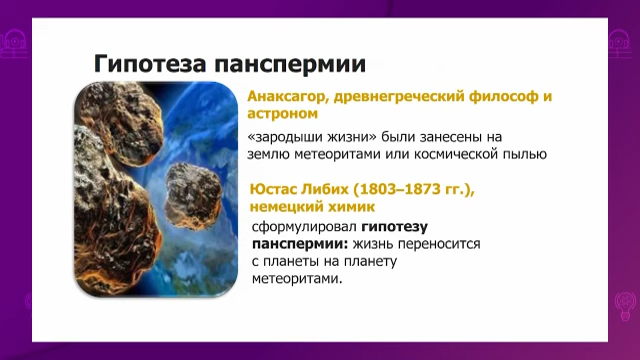 Гипотеза панспермии
Анаксагор, древнегреческий философ и
астроном
«зародыши жизни» были занесены на
землю метеоритами или космической пылью
Юстас Либих (1803–1873 гг.),
немецкий химик
сформулировал гипотезу
панспермии: жизнь переносится
с планеты на планету
метеоритами.